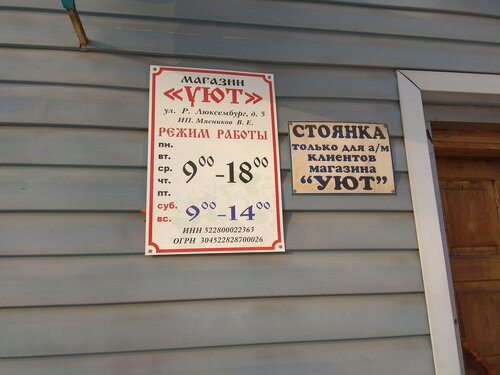 МАГАЗИН
«УЮТ»
ул. Р. Люксембург, д. 5
ИП. Мясников В. Е.
РЕЖИМ РАБОТЫ
пн.
вт.
ср.
чт.
пт.
9⁰⁰-18⁰⁰
суб.
вс.
9⁰⁰-14⁰⁰
ИНН 522800022363
ОГРН 304522828700026
СТОЯНКА
ТОЛЬКО ДЛЯ А/М
КЛИЕНТОВ
МАГАЗИНА
“УЮТ”